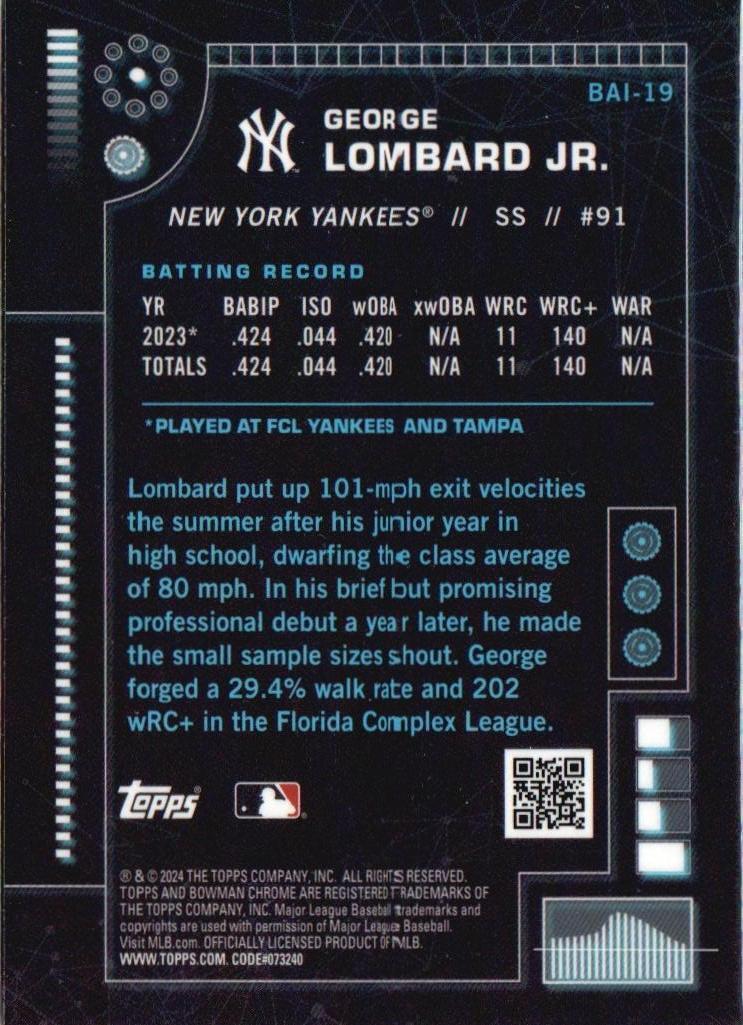 BAI-19
GEORGE
LOMBARD JR.
NEW YORK YANKEES® // SS // #91
BATTING RECORD
YR BABIP ISO wOBA xwOBA WRC WRC+ WAR
2023* .424 .044 .420 N/A 11 140 N/A
TOTALS .424 .044 .420 N/A 11 140 N/A
*PLAYED AT FCL YANKEES AND TAMPA
Lombard put up 101-mph exit velocities
the summer after his junior year in
high school, dwarfing the class average
of 80 mph. In his brief but promising
professional debut a year later, he made
the small sample sizes shout. George
forged a 29.4% walk rate and 202
wRC+ in the Florida Complex League.
topps®
® & © 2024 THE TOPPS COMPANY, INC. ALL RIGHTS RESERVED.
TOPPS AND BOWMAN CHROME ARE REGISTERED TRADEMARKS OF
THE TOPPS COMPANY, INC. Major League Baseball trademarks and
copyrights are used with permission of Major League Baseball.
Visit MLB.com. OFFICIALLY LICENSED PRODUCT OF MLB.
WWW.TOPPS.COM. CODE#073240